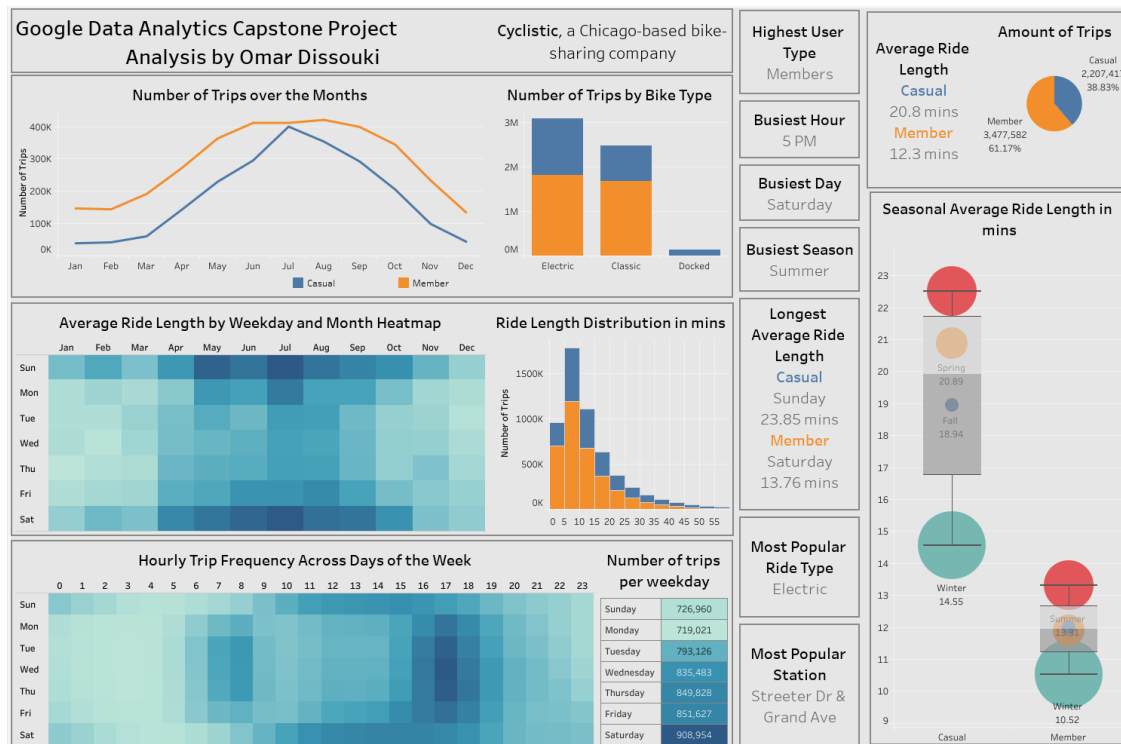 Google Data Analytics Capstone Project
Analysis by Omar Dissouki
Cyclistic, a Chicago-based bike-
sharing company
Number of Trips over the Months
Number of Trips
400K
300K
200K
100K
0K
Jan Feb Mar Apr May Jun Jul Aug Sep Oct Nov Dec
Casual Member
Number of Trips by Bike Type
3M
2M
1M
0M
Electric Classic Docked
Average Ride Length by Weekday and Month Heatmap
Jan Feb Mar Apr May Jun Jul Aug Sep Oct Nov Dec
Sun
Mon
Tue
Wed
Thu
Fri
Sat
Ride Length Distribution in mins
Number of Trips
1500K
1000K
500K
0K
0 5 10 15 20 25 30 35 40 45 50 55
Hourly Trip Frequency Across Days of the Week
0 1 2 3 4 5 6 7 8 9 10 11 12 13 14 15 16 17 18 19 20 21 22 23
Sun
Mon
Tue
Wed
Thu
Fri
Sat
Number of trips
per weekday
Sunday 726,960
Monday 719,021
Tuesday 793,126
Wednesday 835,483
Thursday 849,828
Friday 851,627
Saturday 908,954
Highest User
Type
Members
Busiest Hour
5 PM
Busiest Day
Saturday
Busiest Season
Summer
Longest
Average Ride
Length
Casual
Sunday
23.85 mins
Member
Saturday
13.76 mins
Most Popular
Ride Type
Electric
Most Popular
Station
Streeter Dr &
Grand Ave
Average Ride
Length
Casual
20.8 mins
Member
12.3 mins
Amount of Trips
Casual
2,207,417
38.83%
Member
3,477,582
61.17%
Seasonal Average Ride Length in
mins
23
22
21
20
19
18
17
16
15
14
13
12
11
10
9
Spring
20.89
Fall
18.94
Winter
14.55
Summer
13.31
Winter
10.52
Casual Member